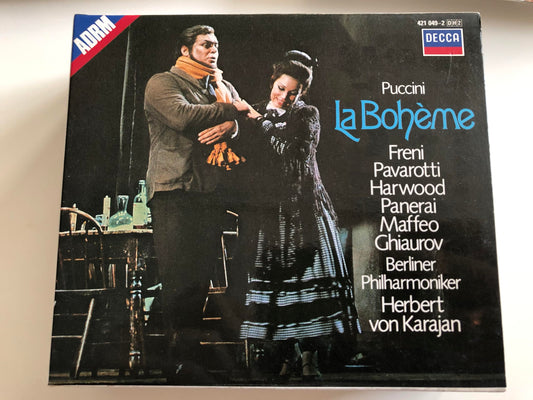 ADRM
421 049-2 DH2
DECCA
Puccini
La Bohème
Freni
Pavarotti
Harwood
Panerai
Maffeo
Ghiaurov
Berliner
Philharmoniker
Herbert
von Karajan